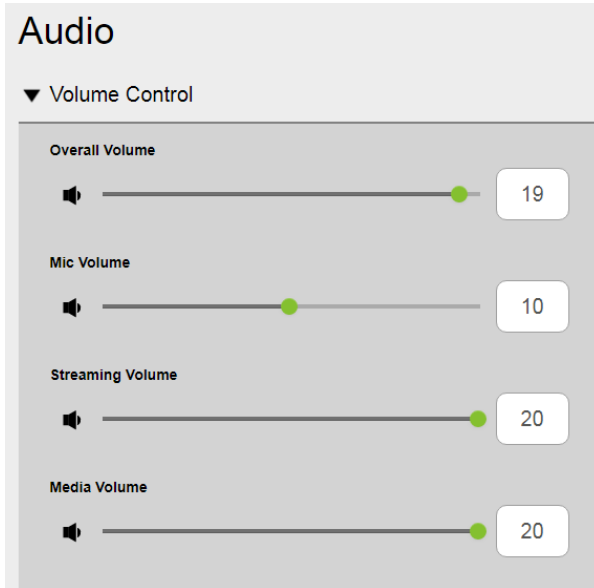 Audio
Volume Control
Overall Volume
19
Mic Volume
10
Streaming Volume
20
Media Volume
20